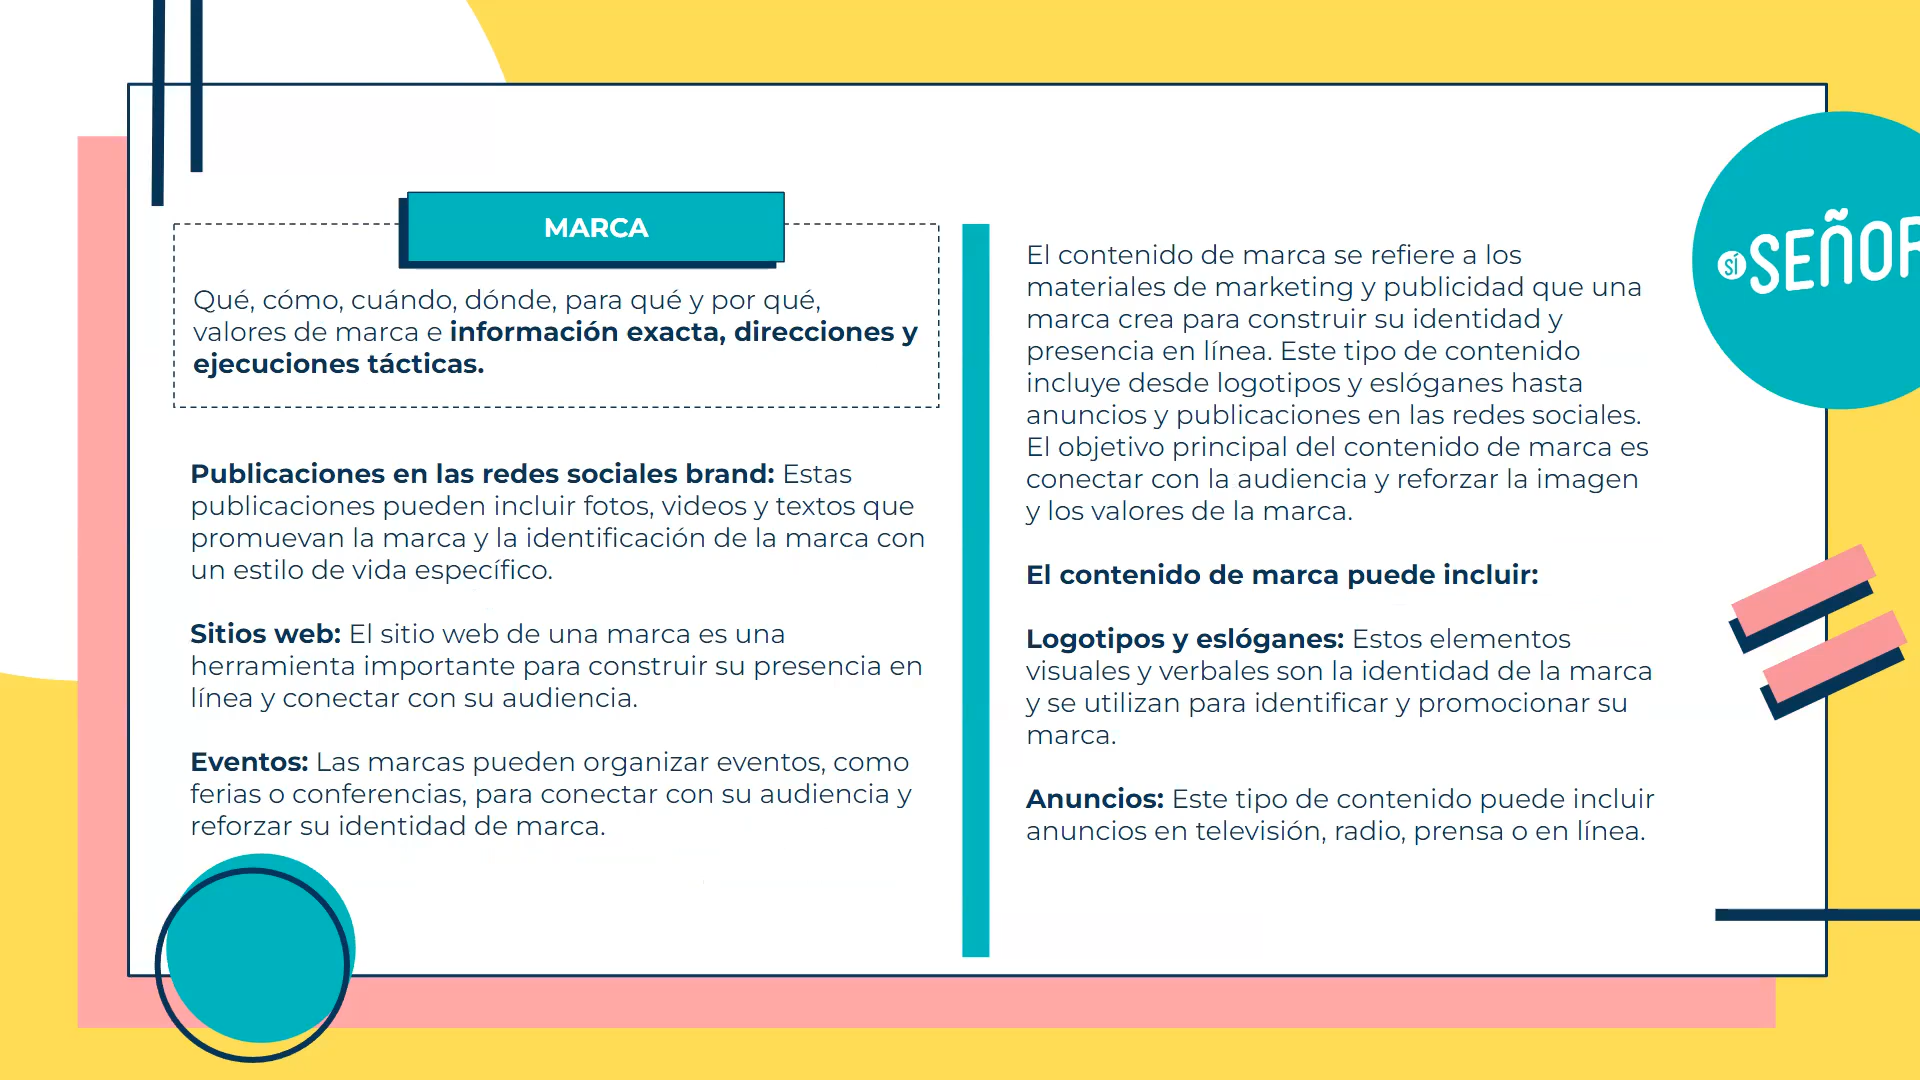 MARCA
Qué, cómo, cuándo, dónde, para qué y por qué,
valores de marca e información exacta, direcciones y
ejecuciones tácticas.
Publicaciones en las redes sociales brand: Estas
publicaciones pueden incluir fotos, videos y textos que
promuevan la marca y la identificación de la marca con
un estilo de vida específico.
Sitios web: El sitio web de una marca es una
herramienta importante para construir su presencia en
línea y conectar con su audiencia.
Eventos: Las marcas pueden organizar eventos, como
ferias o conferencias, para conectar con su audiencia y
reforzar su identidad de marca.
El contenido de marca se refiere a los
materiales de marketing y publicidad que una
marca crea para construir su identidad y
presencia en línea. Este tipo de contenido
incluye desde logotipos y eslóganes hasta
anuncios y publicaciones en las redes sociales.
El objetivo principal del contenido de marca es
conectar con la audiencia y reforzar la imagen
y los valores de la marca.
El contenido de marca puede incluir:
Logotipos y eslóganes: Estos elementos
visuales y verbales son la identidad de la marca
y se utilizan para identificar y promocionar su
marca.
Anuncios: Este tipo de contenido puede incluir
anuncios en televisión, radio, prensa o en línea.
SÍ SEÑOR